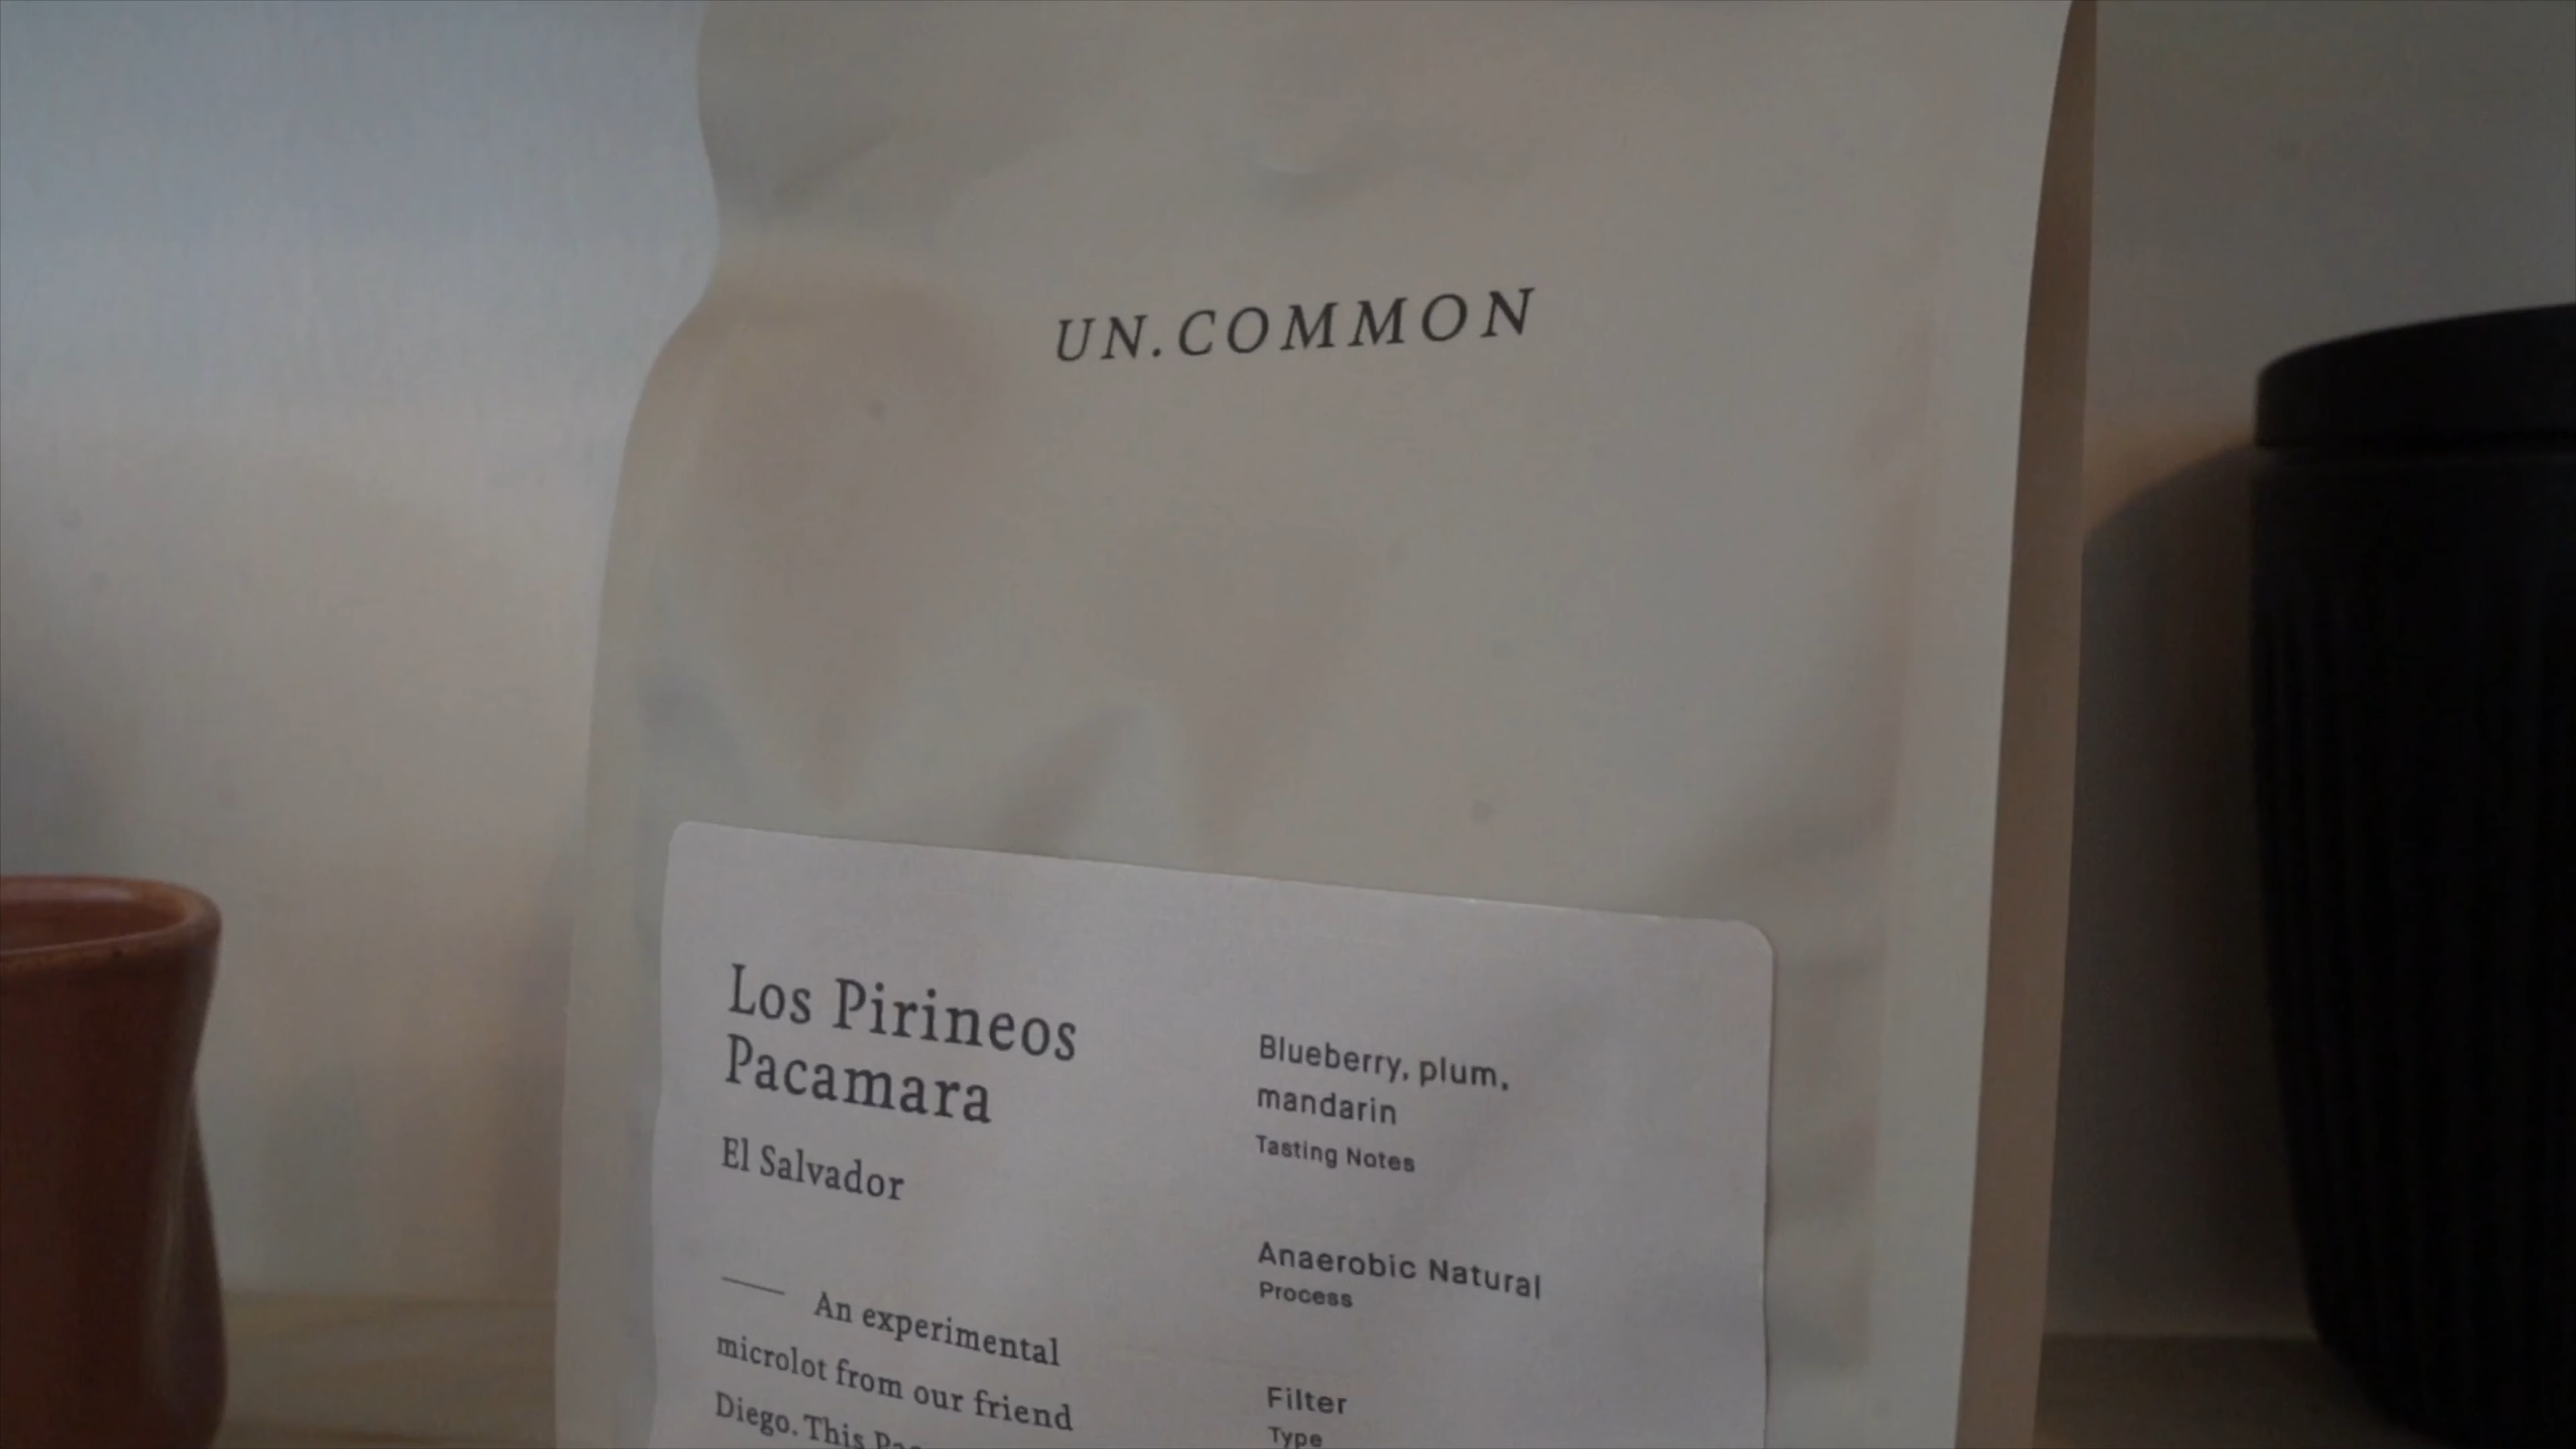 UN.COMMON
Los Pirineos
Pacamara
El Salvador
— An experimental
microlot from our friend
Diego. This
Blueberry, plum,
mandarin
Tasting Notes
Anaerobic Natural
Process
Filter
Type